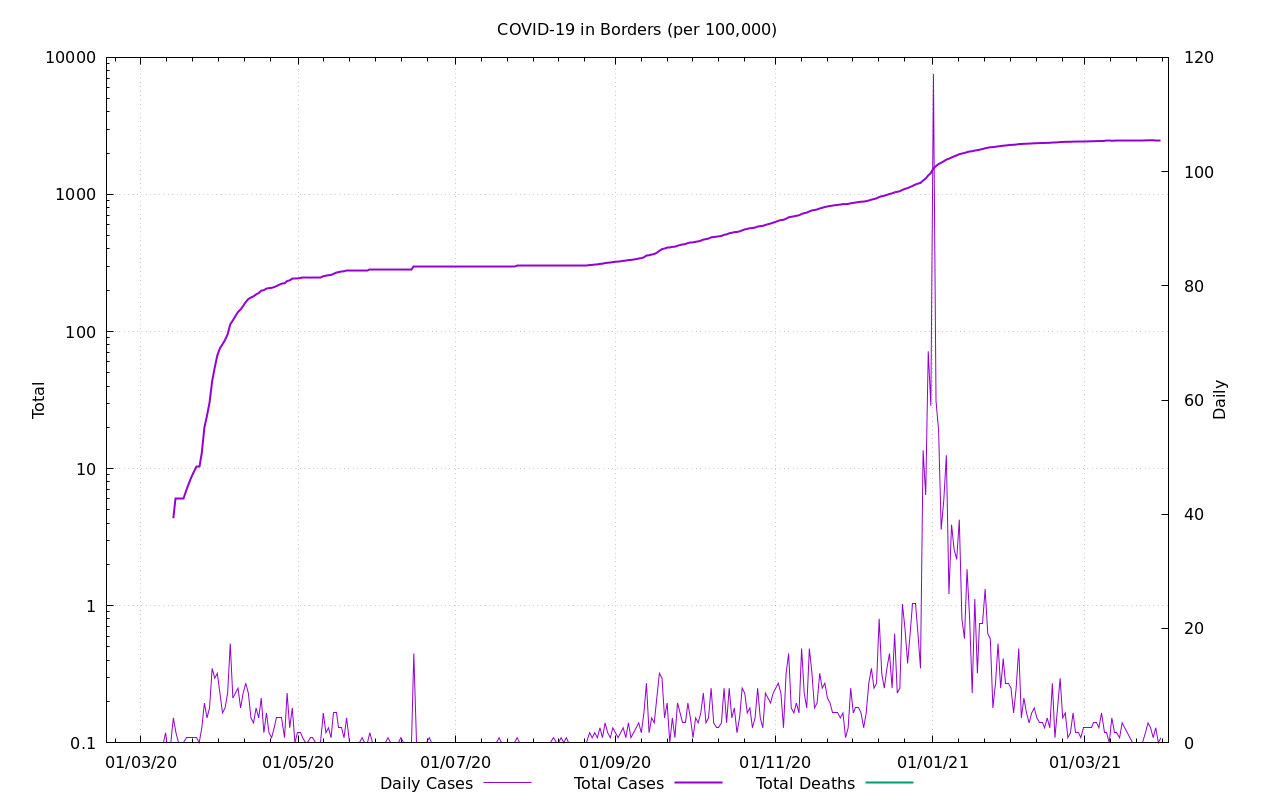 COVID-19 in Borders (per 100,000)
10000
1000
100
10
1
0.1
Total
120
100
80
60
40
20
0
Daily
01/03/20 01/05/20 01/07/20 01/09/20 01/11/20 01/01/21 01/03/21
Daily Cases Total Cases Total Deaths